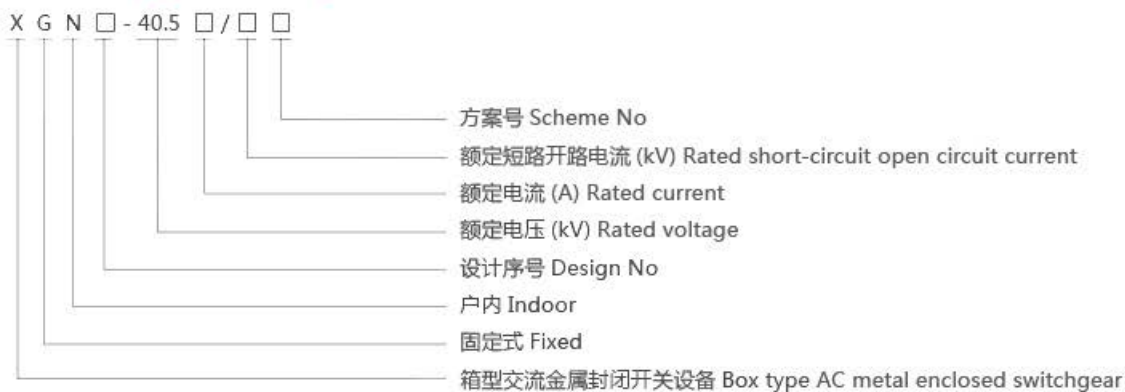 X G N □ - 40.5 □ / □ □
方案号 Scheme No
额定短路开路电流 (kV) Rated short-circuit open circuit current
额定电流 (A) Rated current
额定电压 (kV) Rated voltage
设计序号 Design No
户内 Indoor
固定式 Fixed
箱型交流金属封闭开关设备 Box type AC metal enclosed switchgear